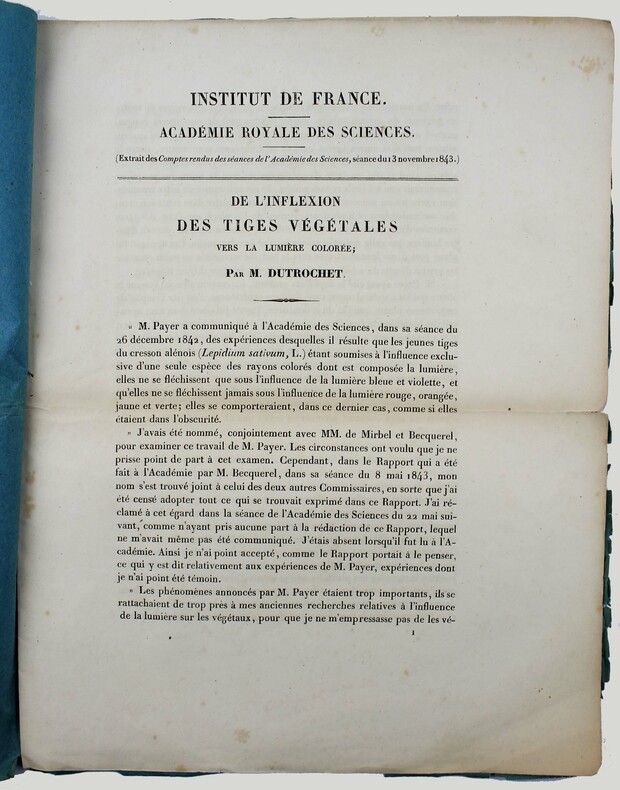 INSTITUT DE FRANCE.
ACADÉMIE ROYALE DES SCIENCES.
(Extrait des Comptes rendus des séances de l'Académie des Sciences, séance du 13 novembre 1843.)
DE L'INFLEXION
DES TIGES VÉGÉTALES
VERS LA LUMIÈRE COLORÉE;
PAR M. DUTROCHET.
« M. Payer a communiqué à l'Académie des Sciences, dans sa séance du
26 décembre 1842, des expériences desquelles il résulte que les jeunes tiges
du cresson alénois (Lepidium sativum, L.) étant soumises à l'influence exclu-
sive d'une seule espèce des rayons colorés dont est composée la lumière,
elles ne se fléchissent que sous l'influence de la lumière bleue et violette, et
qu'elles ne se fléchissent jamais sous l'influence de la lumière rouge, orangée,
jaune et verte; elles se comporteraient, dans ce dernier cas, comme si elles
étaient dans l'obscurité.
» J'avais été nommé, conjointement avec MM. de Mirbel et Becquerel,
pour examiner ce travail de M. Payer. Les circonstances ont voulu que je ne
prisse point de part à cet examen. Cependant, dans le Rapport qui a été
fait à l'Académie par M. Becquerel, dans sa séance du 8 mai 1843, mon
nom s'est trouvé joint à celui des deux autres Commissaires, en sorte que j'ai
été censé adopter tout ce qui se trouvait exprimé dans ce Rapport. J'ai ré-
clamé à cet égard dans la séance de l'Académie des Sciences du 22 mai sui-
vant, comme n'ayant pris aucune part à la rédaction de ce Rapport, lequel
ne m'avait même pas été communiqué. J'étais absent lorsqu'il fut lu à l'A-
cadémie. Ainsi je n'ai point accepté, comme le Rapport portait à le penser,
ce qui y est dit relativement aux expériences de M. Payer, expériences dont
je n'ai point été témoin.
» Les phénomènes annoncés par M. Payer étaient trop importants, ils se
rattachaient de trop près à mes anciennes recherches relatives à l'influence
de la lumière sur les végétaux, pour que je ne m'empressasse pas de les vé-
1